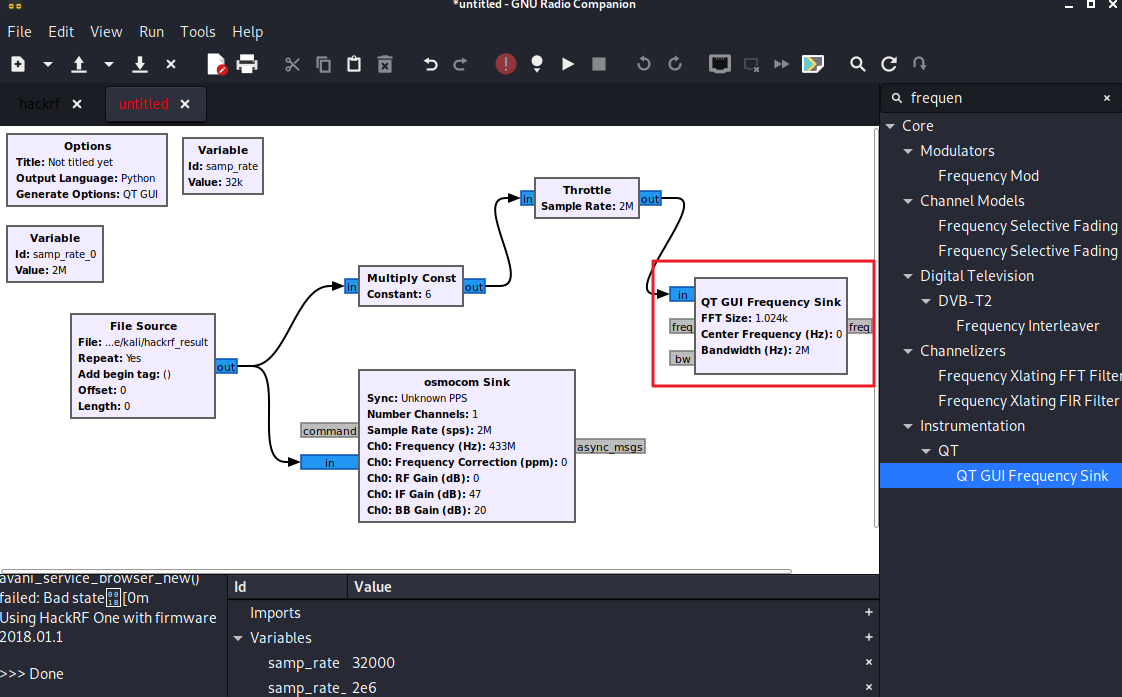 *untitled - GNU Radio Companion
File Edit View Run Tools Help
hackrf
untitled
frequen
Options
Title: Not titled yet
Output Language: Python
Generate Options: QT GUI
Variable
Id: samp_rate
Value: 32k
Variable
Id: samp_rate_0
Value: 2M
Throttle
Sample Rate: 2M
in
out
Multiply Const
Constant: 6
in
out
File Source
File: ...e/kali/hackrf_result
Repeat: Yes
Add begin tag: ()
Offset: 0
Length: 0
out
QT GUI Frequency Sink
FFT Size: 1.024k
Center Frequency (Hz): 0
Bandwidth (Hz): 2M
in
freq
bw
freq
osmocom Sink
Sync: Unknown PPS
Number Channels: 1
Sample Rate (sps): 2M
Ch0: Frequency (Hz): 433M
Ch0: Frequency Correction (ppm): 0
Ch0: RF Gain (dB): 0
Ch0: IF Gain (dB): 47
Ch0: BB Gain (dB): 20
command
in
async_msgs
Core
Modulators
Frequency Mod
Channel Models
Frequency Selective Fading
Frequency Selective Fading
Digital Television
DVB-T2
Frequency Interleaver
Channelizers
Frequency Xlating FFT Filter
Frequency Xlating FIR Filter
Instrumentation
QT
QT GUI Frequency Sink
avahi_service_browser_new()
failed: Bad state[0m
Using HackRF One with firmware
2018.01.1
>>> Done
Id Value
Imports
Variables
samp_rate 32000
samp_rate_ 2e6